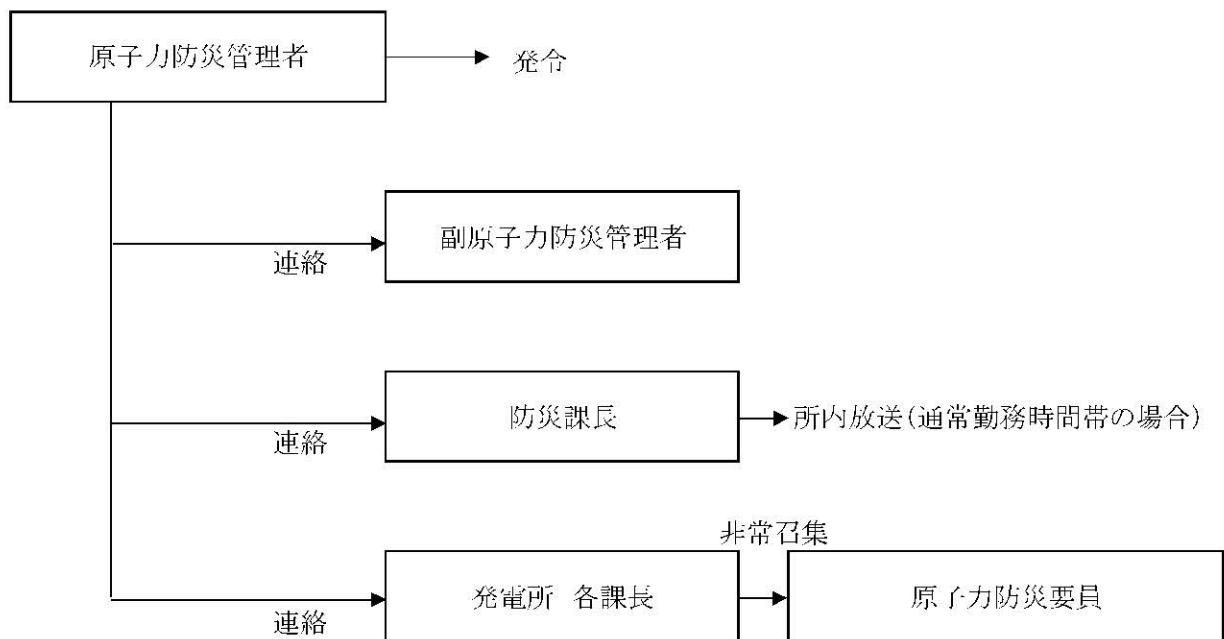 原子力防災管理者
発令
副原子力防災管理者
連絡
防災課長
所内放送(通常勤務時間帯の場合)
連絡
非常召集
発電所 各課長
原子力防災要員
連絡